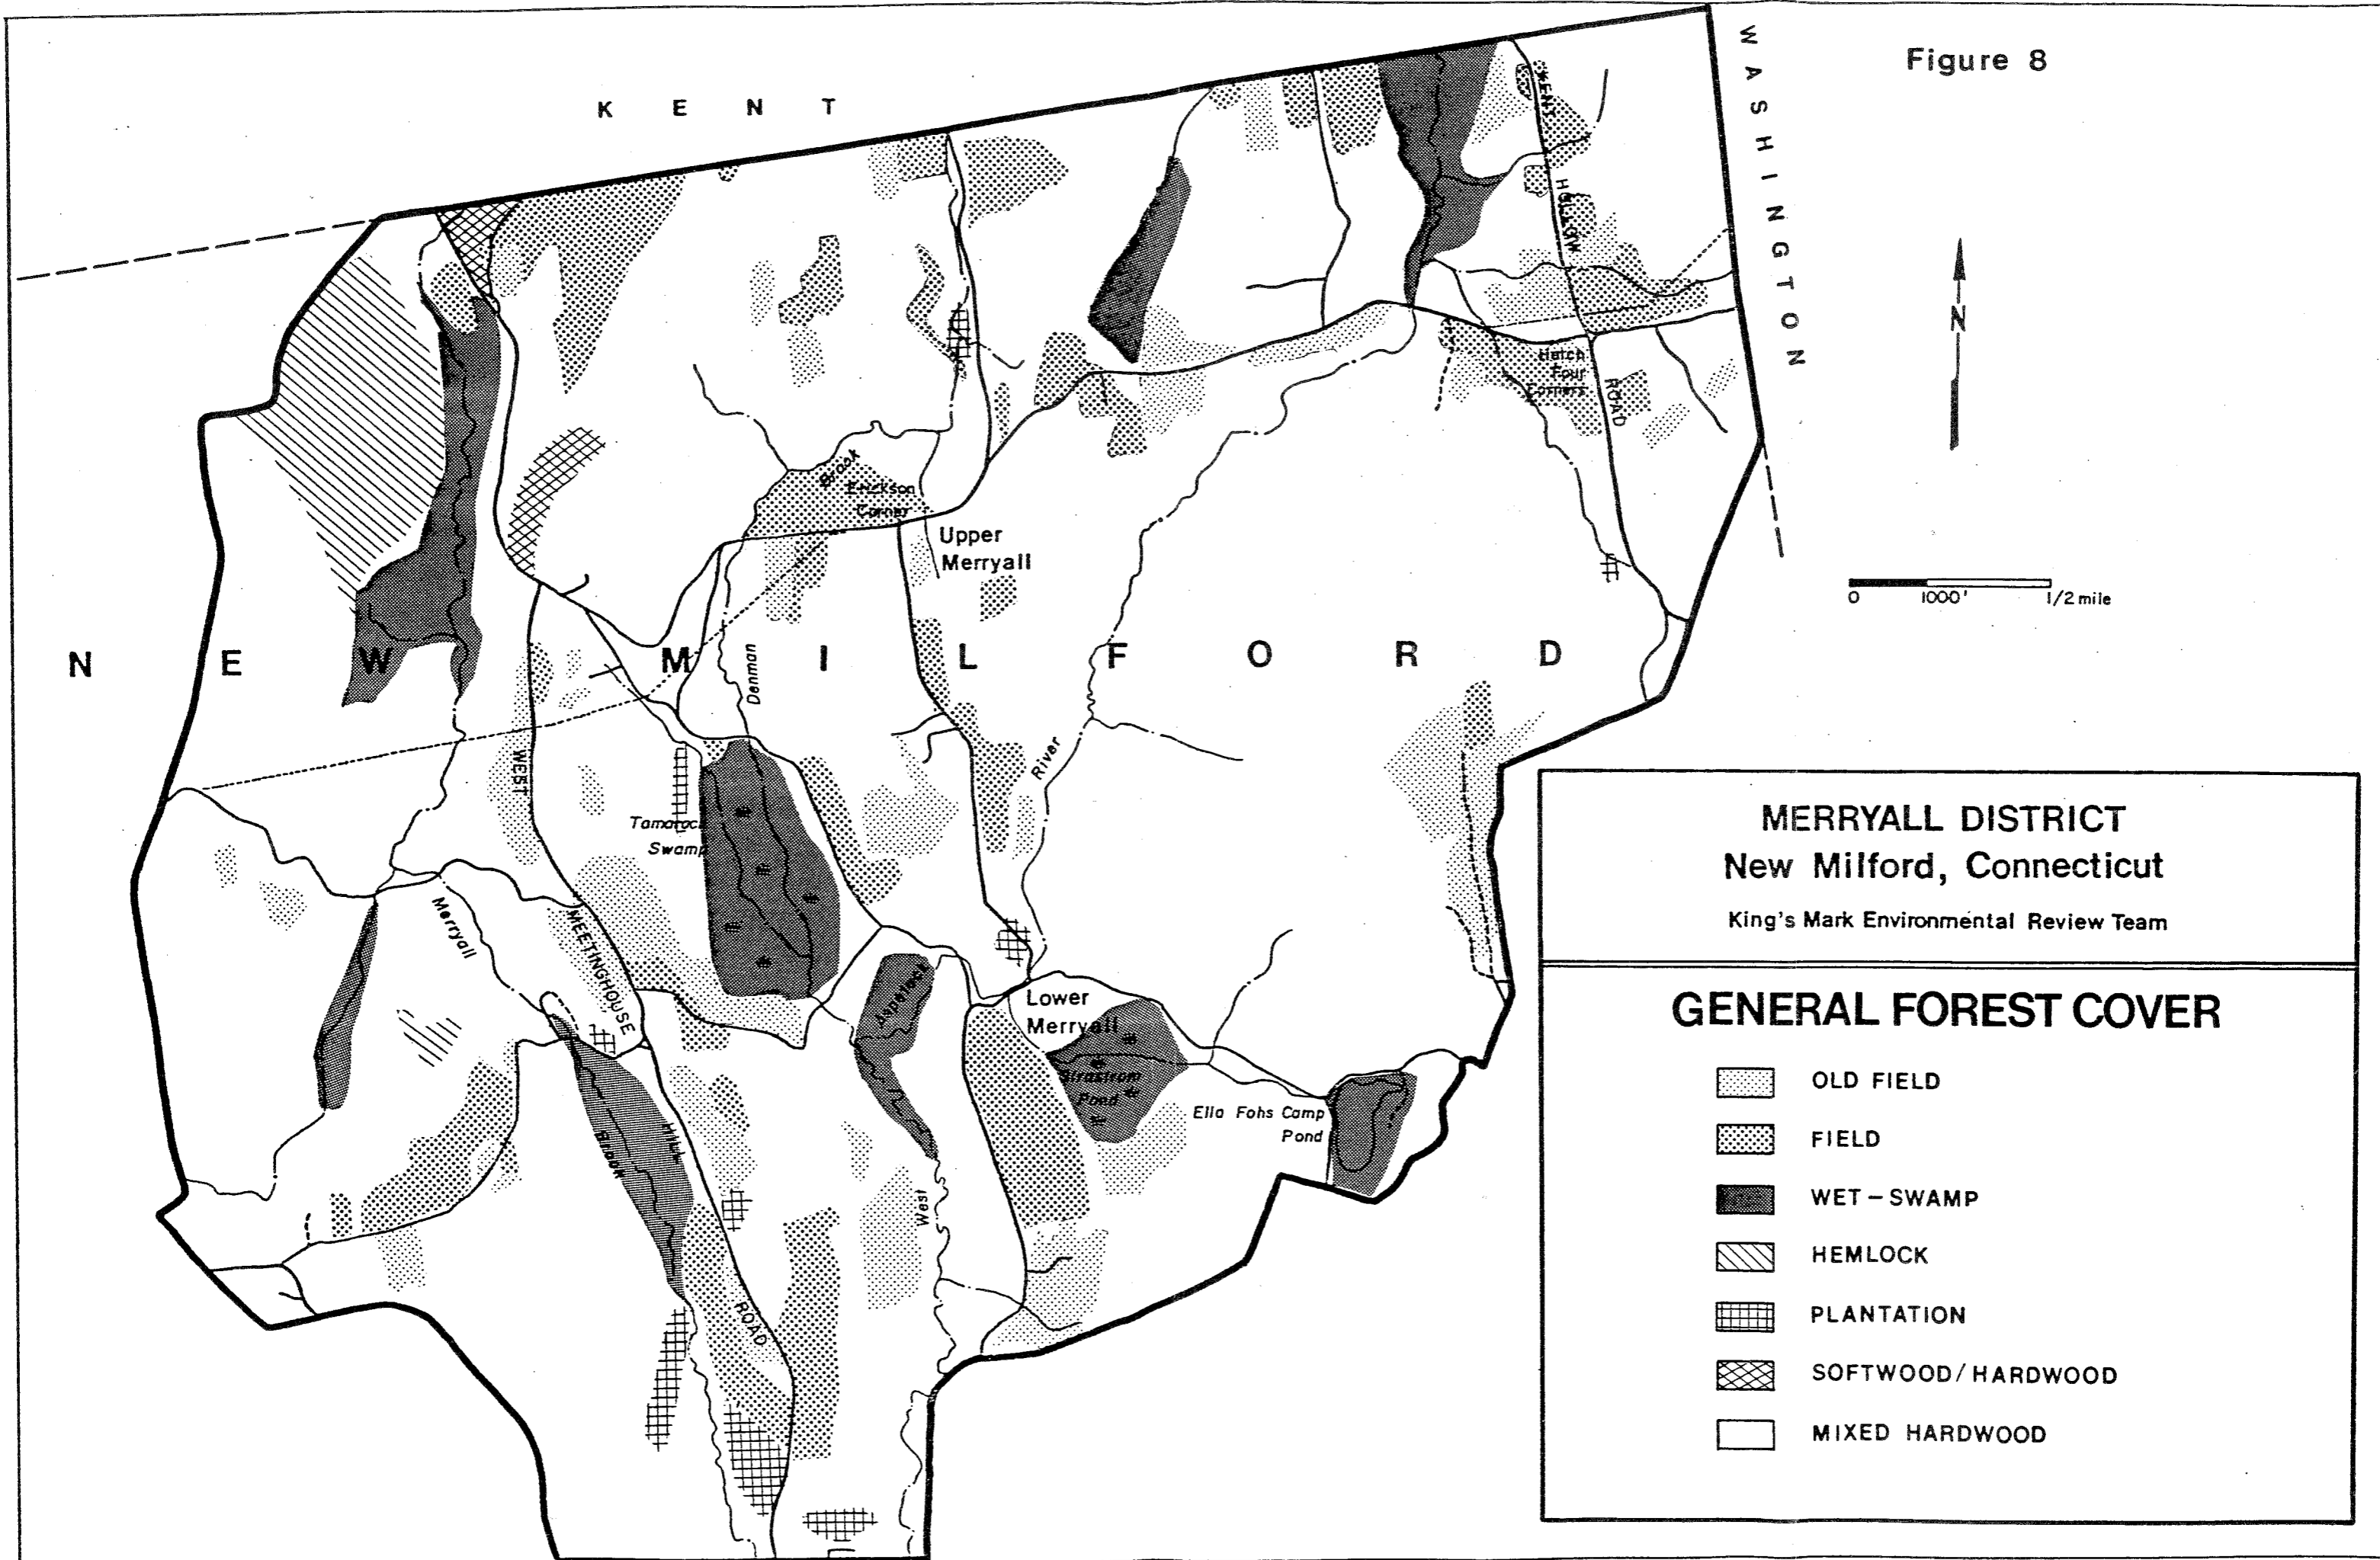 Figure 8
KENT
WASHINGTON
KENT
HOLLOW
ROAD
Hatch
Four
Corners
N
0 1000' 1/2 mile
Brook
Erickson
Corner
Upper
Merryall
NEW MILFORD
Denman
River
WEST
Tamarack
Swamp
Merryall
MEETINGHOUSE
Aspetuck
Lower
Merryall
Pond
Ella Fohs Camp
Pond
Hill
Brook
West
ROAD
MERRYALL DISTRICT
New Milford, Connecticut
King's Mark Environmental Review Team
GENERAL FOREST COVER
OLD FIELD
FIELD
WET-SWAMP
HEMLOCK
PLANTATION
SOFTWOOD/HARDWOOD
MIXED HARDWOOD